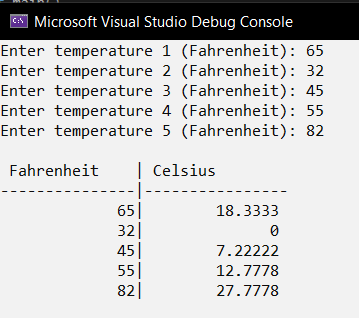 Microsoft Visual Studio Debug Console
Enter temperature 1 (Fahrenheit): 65
Enter temperature 2 (Fahrenheit): 32
Enter temperature 3 (Fahrenheit): 45
Enter temperature 4 (Fahrenheit): 55
Enter temperature 5 (Fahrenheit): 82
 Fahrenheit    | Celsius
---------------|---------------
             65|        18.3333
             32|              0
             45|        7.22222
             55|        12.7778
             82|        27.7778